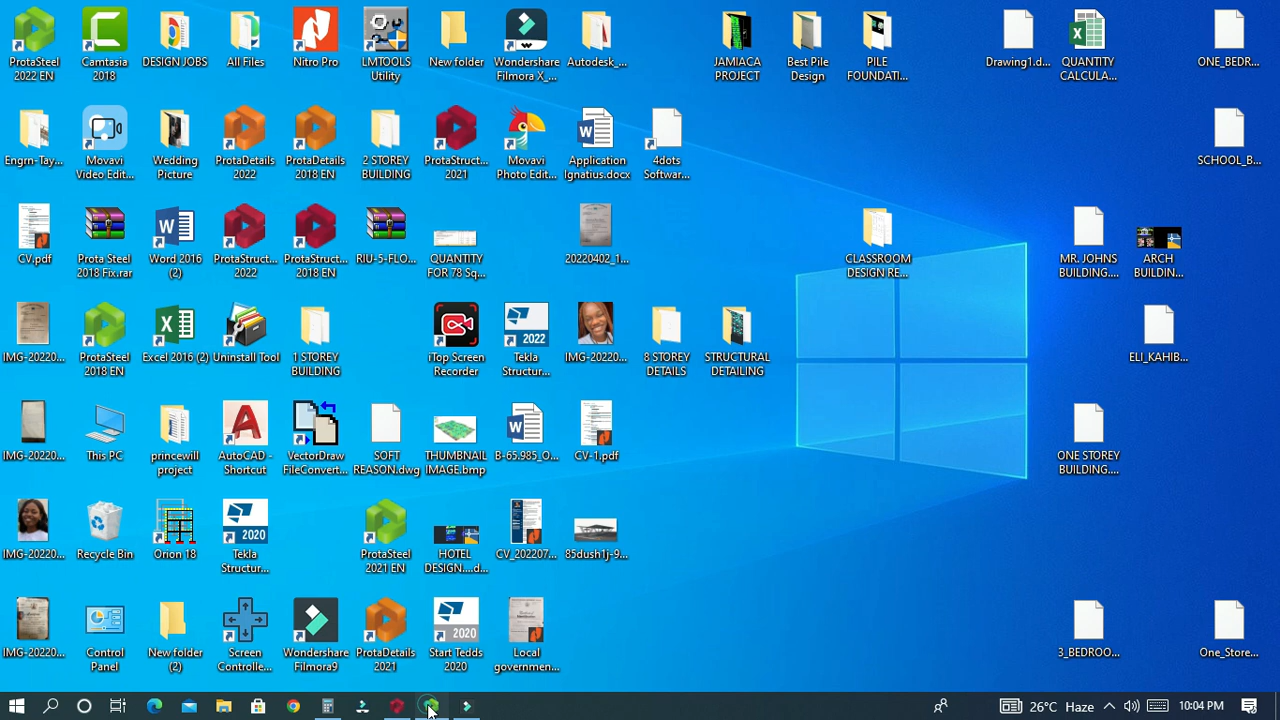 ProtaSteel
2022 EN
Camtasia
2018
DESIGN JOBS
All Files
Nitro Pro
LMTOOLS
Utility
New folder
Wondershare
Filmora X_...
Autodesk_...
JAMIACA
PROJECT
Best Pile
Design
PILE
FOUNDATI...
Drawing1.d...
QUANTITY
CALCULA...
ONE_BEDR...
Engrn-Tay...
Movavi
Video Edit...
Wedding
Picture
ProtaDetails
2022
ProtaDetails
2018 EN
2 STOREY
BUILDING
ProtaStruct...
2021
Movavi
Photo Edit...
Application
Ignatius.docx
4dots
Softwar...
SCHOOL_B...
CV.pdf
Prota Steel
2018 Fix.rar
Word 2016
(2)
ProtaStruct...
2022
ProtaStruct...
2018 EN
RIU-5-FLO...
QUANTITY
FOR 78 Sq...
20220402_1...
CLASSROOM
DESIGN RE...
MR. JOHNS
BUILDING....
ARCH
BUILDIN...
IMG-20220...
ProtaSteel
2018 EN
Excel 2016 (2)
Uninstall Tool
1 STOREY
BUILDING
iTop Screen
Recorder
2022
Tekla
Structur...
IMG-20220...
8 STOREY
DETAILS
STRUCTURAL
DETAILING
ELI_KAHIB...
IMG-20220...
This PC
princewill
project
AutoCAD -
Shortcut
VectorDraw
FileConvert...
SOFT
REASON.dwg
THUMBNAIL
IMAGE.bmp
B-65.985_O...
CV-1.pdf
ONE STOREY
BUILDING....
IMG-20220...
Recycle Bin
Orion 18
2020
Tekla
Structur...
ProtaSteel
2021 EN
HOTEL
DESIGN....d...
CV_202207...
85dush1j-9...
IMG-20220...
Control
Panel
New folder
(2)
Screen
Controlle...
Wondershare
Filmora9
ProtaDetails
2021
2020
Start Tedds
2020
Local
governmen...
3_BEDROO...
One_Store...
26°C Haze
10:04 PM